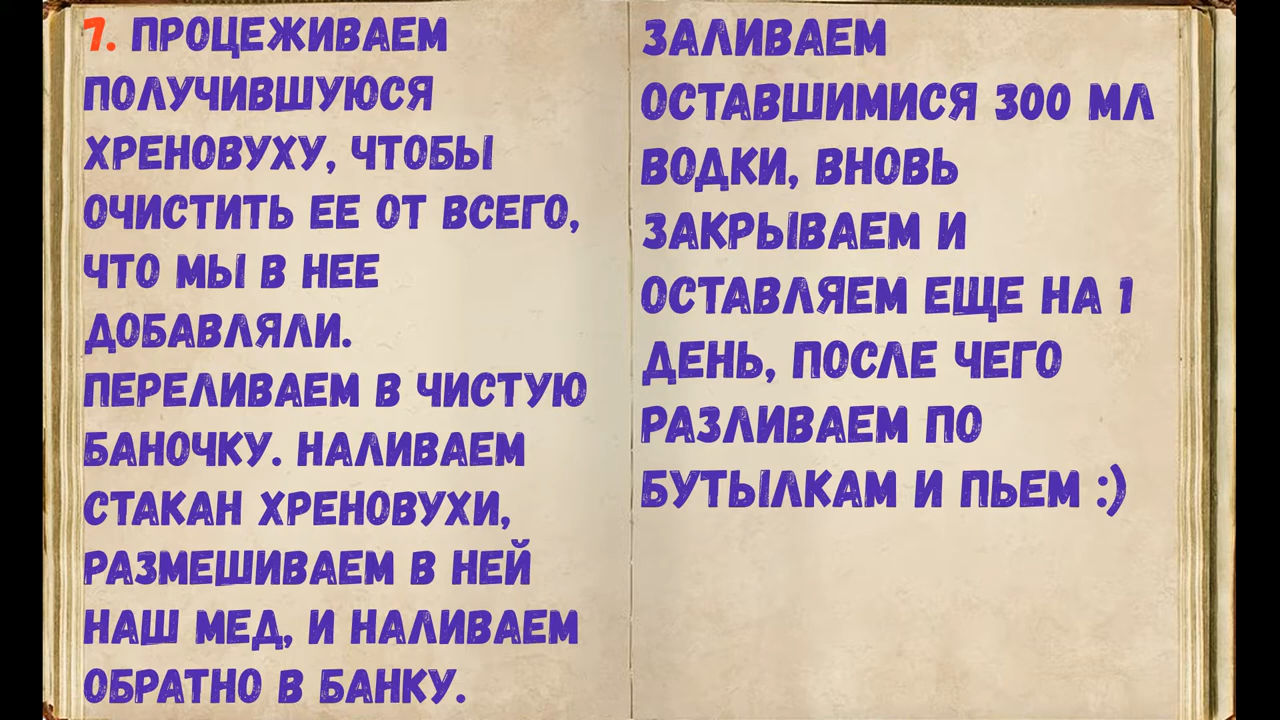 7. ПРОЦЕЖИВАЕМ
ПОЛУЧИВШУЮСЯ
ХРЕНОВУХУ, ЧТОБЫ
ОЧИСТИТЬ ЕЕ ОТ ВСЕГО,
ЧТО МЫ В НЕЕ
ДОБАВЛЯЛИ.
ПЕРЕЛИВАЕМ В ЧИСТУЮ
БАНОЧКУ. НАЛИВАЕМ
СТАКАН ХРЕНОВУХИ,
РАЗМЕШИВАЕМ В НЕЙ
НАШ МЕД, И НАЛИВАЕМ
ОБРАТНО В БАНКУ.
ЗАЛИВАЕМ
ОСТАВШИМИСЯ 300 МЛ
ВОДКИ, ВНОВЬ
ЗАКРЫВАЕМ И
ОСТАВЛЯЕМ ЕЩЕ НА 1
ДЕНЬ, ПОСЛЕ ЧЕГО
РАЗЛИВАЕМ ПО
БУТЫЛКАМ И ПЬЕМ :)